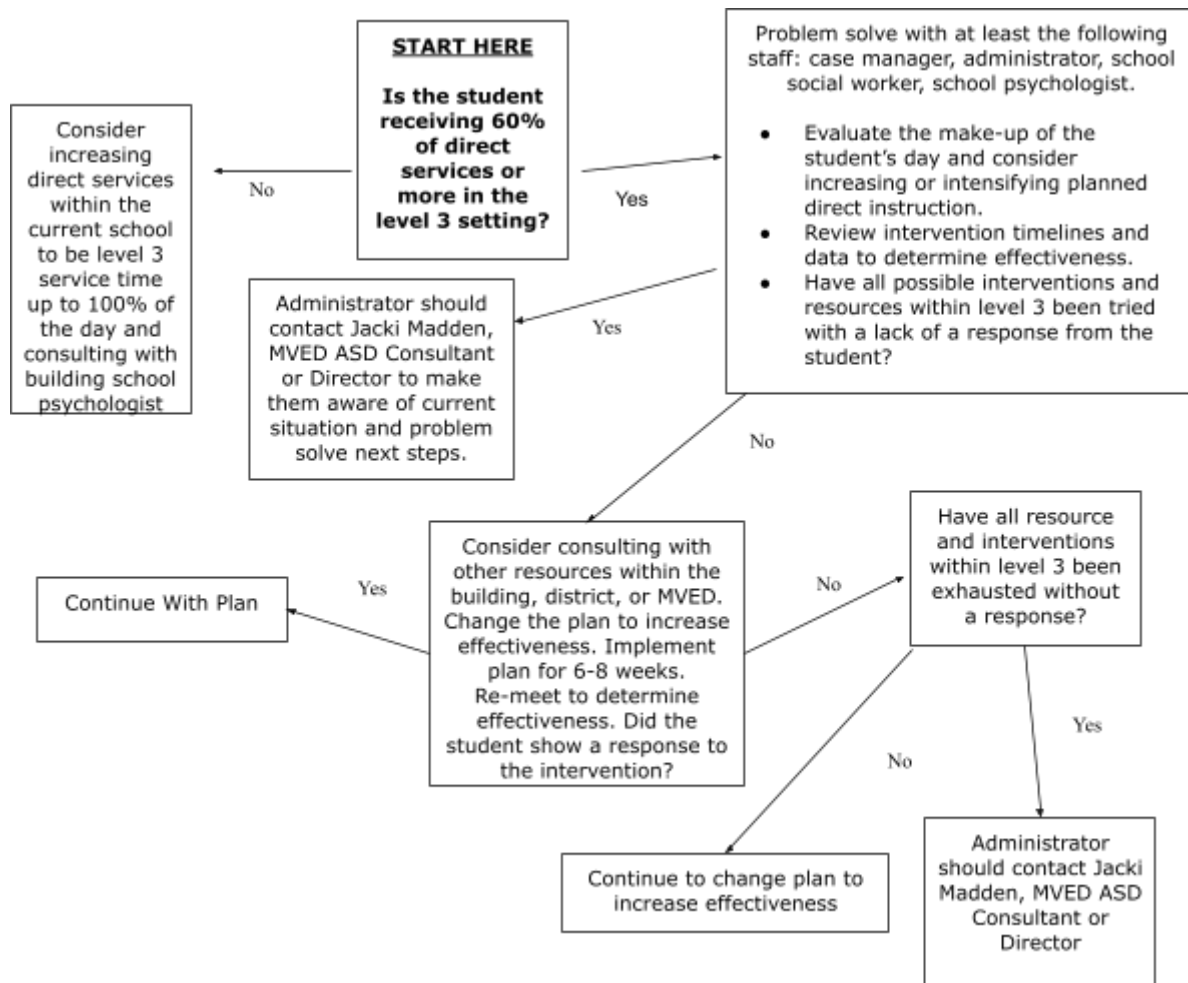 START HERE
Is the student
receiving 60%
of direct
services or
more in the
level 3 setting?
No
Yes
Consider
increasing
direct services
within the
current school
to be level 3
service time
up to 100% of
the day and
consulting with
building school
psychologist
Problem solve with at least the following
staff: case manager, administrator, school
social worker, school psychologist.
● Evaluate the make-up of the
student’s day and consider
increasing or intensifying planned
direct instruction.
● Review intervention timelines and
data to determine effectiveness.
● Have all possible interventions and
resources within level 3 been tried
with a lack of a response from the
student?
Yes
Administrator should
contact Jacki Madden,
MVED ASD Consultant
or Director to make
them aware of current
situation and problem
solve next steps.
No
Consider consulting with
other resources within the
building, district, or MVED.
Change the plan to increase
effectiveness. Implement
plan for 6-8 weeks.
Re-meet to determine
effectiveness. Did the
student show a response to
the intervention?
Yes
Continue With Plan
No
Have all resource
and interventions
within level 3 been
exhausted without
a response?
No
Continue to change plan to
increase effectiveness
Yes
Administrator
should contact Jacki
Madden, MVED ASD
Consultant or
Director